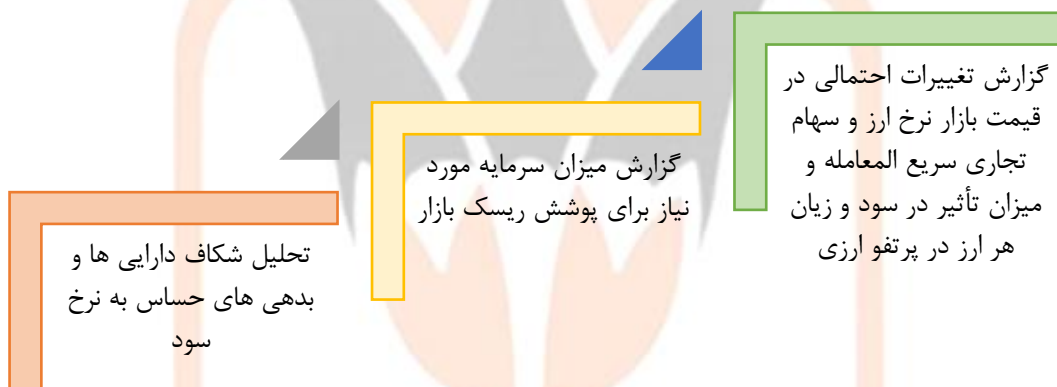 گزارش تغییرات احتمالی در
قیمت بازار نرخ ارز و سهام
تجاری سریع المعامله و
میزان تأثیر در سود و زیان
هر ارز در پرتفو ارزی
گزارش میزان سرمایه مورد
نیاز برای پوشش ریسک بازار
تحلیل شکاف دارایی ها و
بدهی های حساس به نرخ
سود